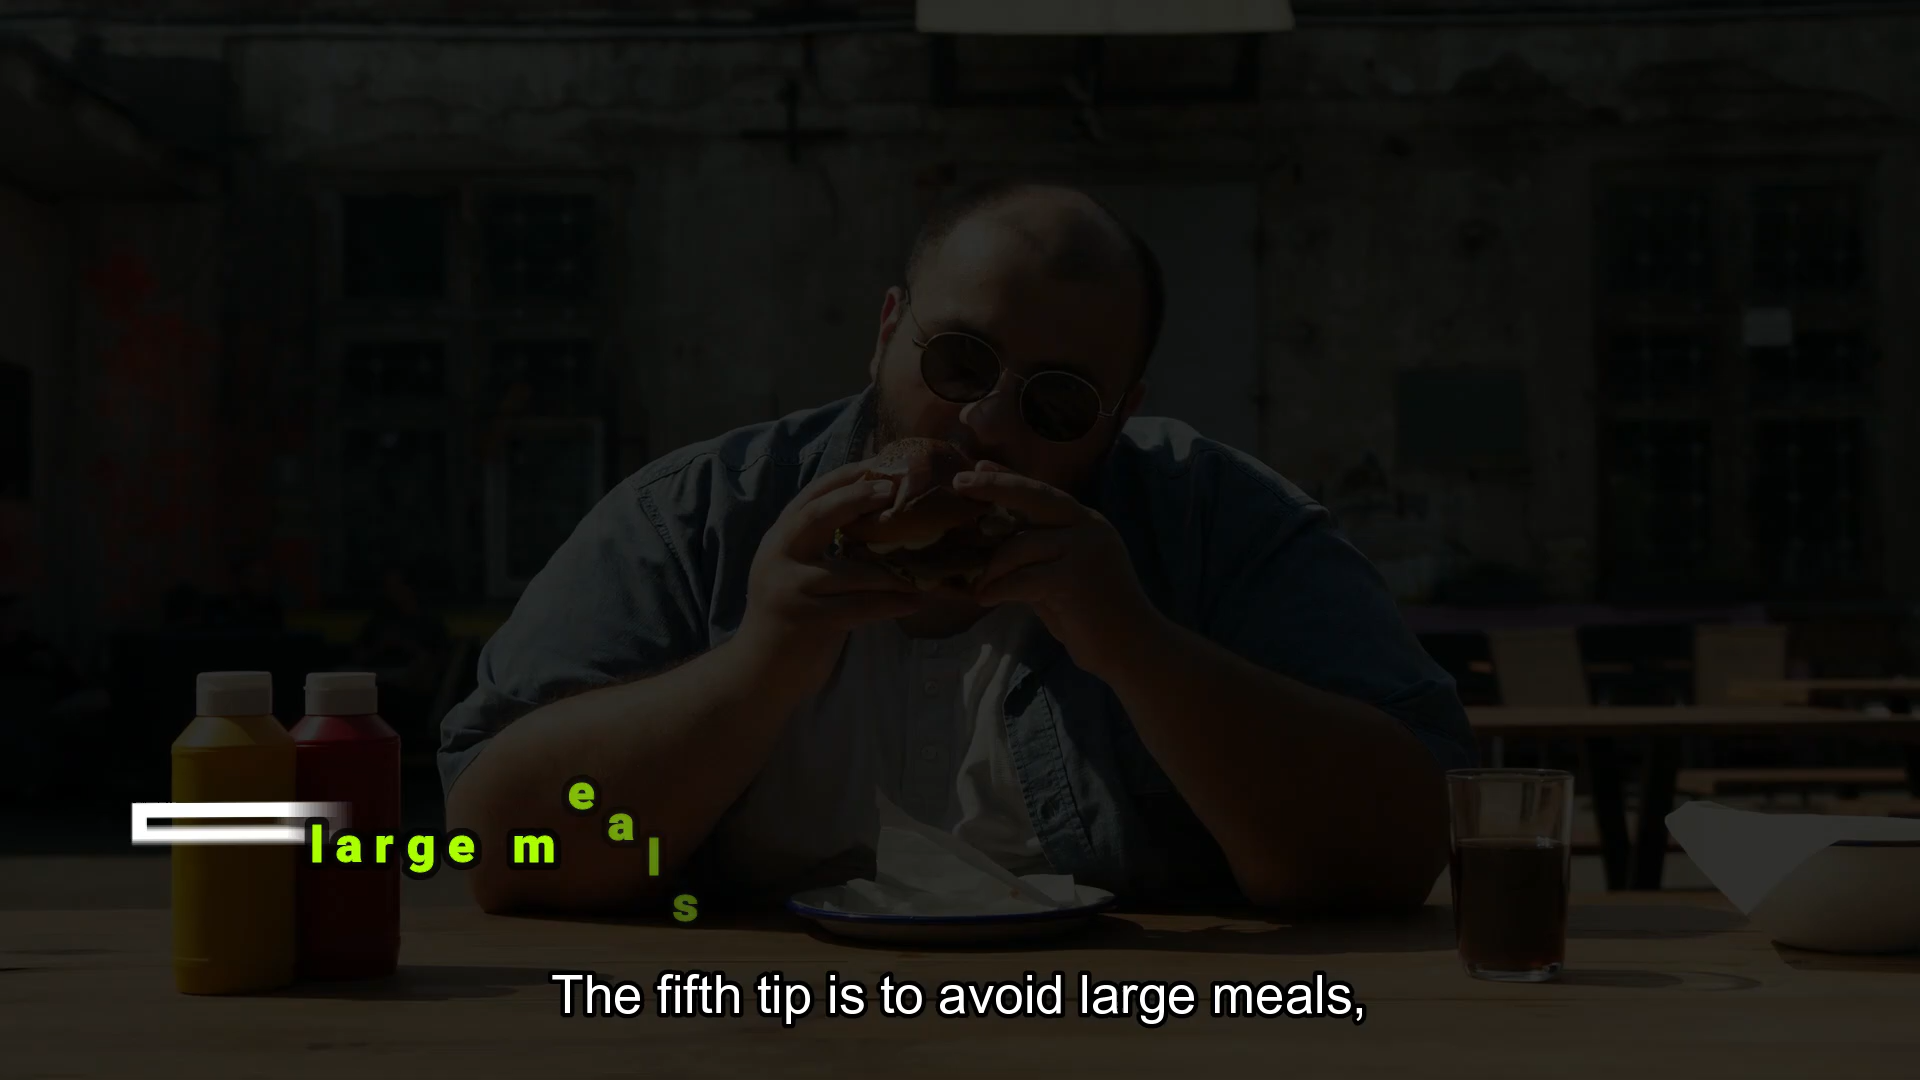 large meals
The fifth tip is to avoid large meals,